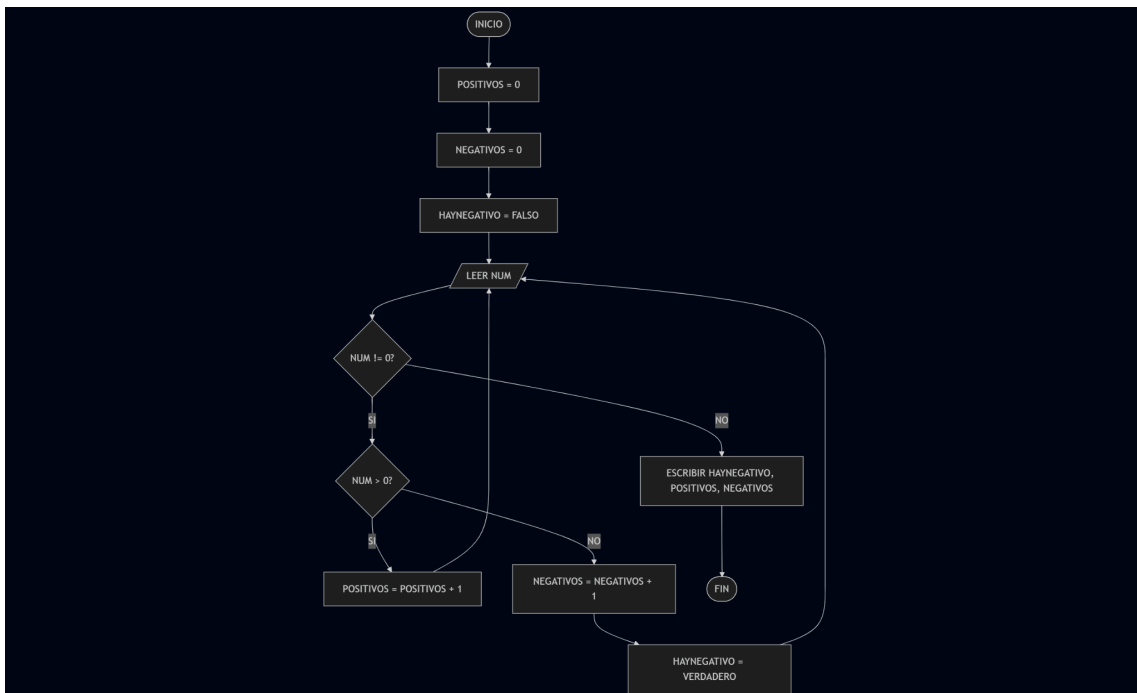 INICIO
POSITIVOS = 0
NEGATIVOS = 0
HAYNEGATIVO = FALSO
LEER NUM
NUM != 0?
SI
NO
NUM > 0?
ESCRIBIR HAYNEGATIVO,
POSITIVOS, NEGATIVOS
SI
NO
POSITIVOS = POSITIVOS + 1
NEGATIVOS = NEGATIVOS +
1
FIN
HAYNEGATIVO =
VERDADERO